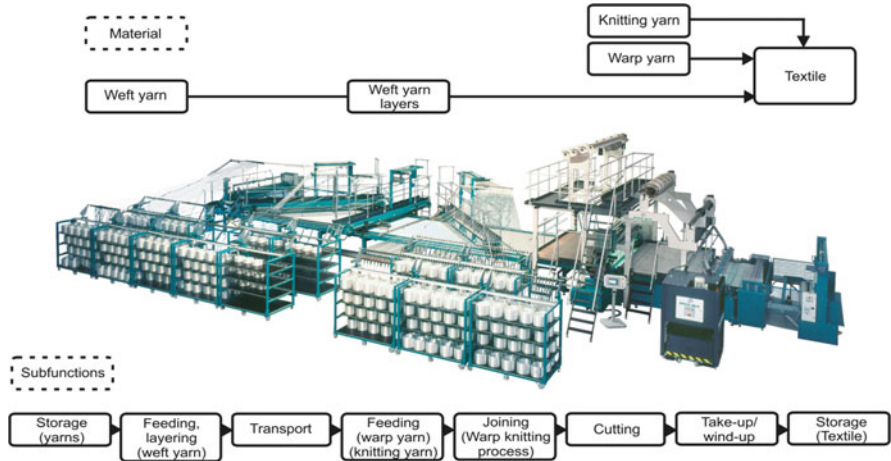 Material
Knitting yarn
Warp yarn
Textile
Weft yarn
Weft yarn
layers
Subfunctions
Storage
(yarns)
Feeding,
layering
(weft yarn)
Transport
Feeding
(warp yarn)
(knitting yarn)
Joining
(Warp knitting
process)
Cutting
Take-up/
wind-up
Storage
(Textile)